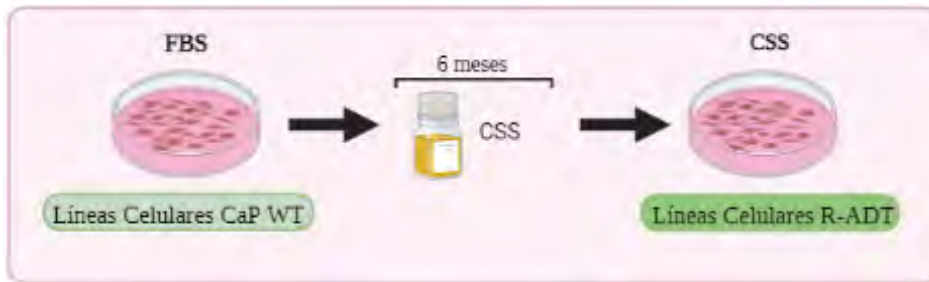 FBS
CSS
6 meses
CSS
Líneas Celulares CaP WT
Líneas Celulares R-ADT